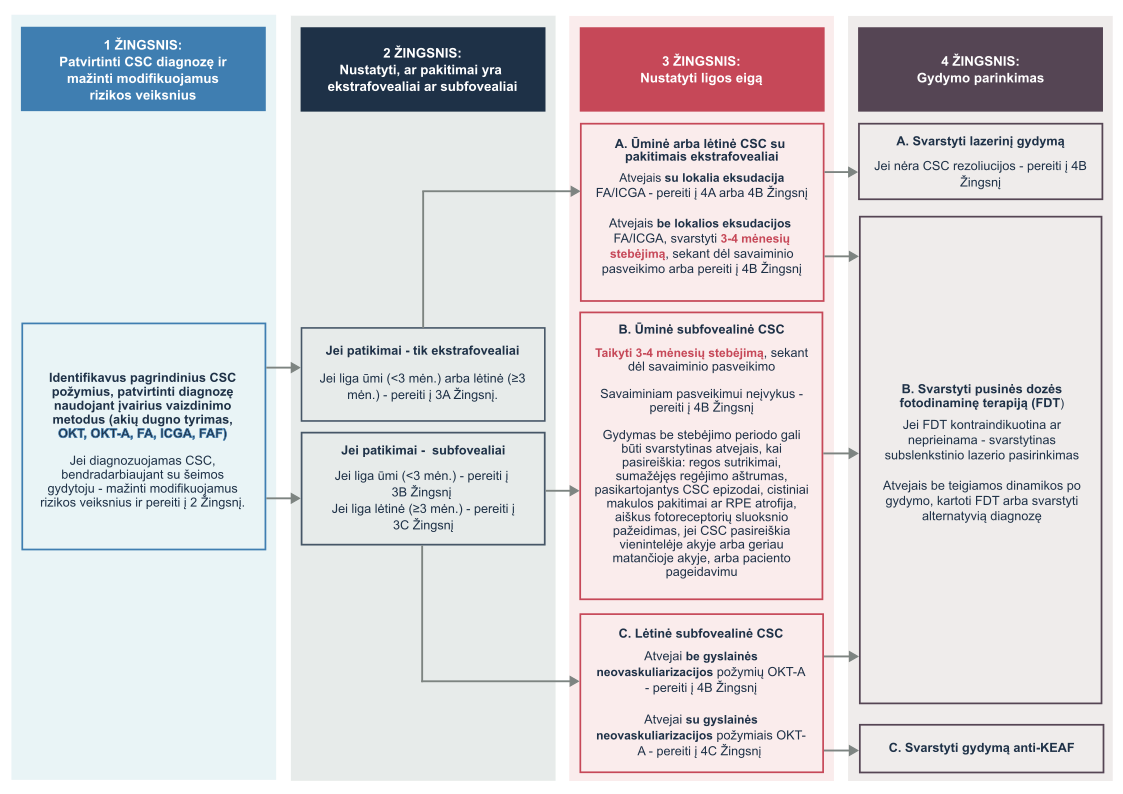 1 ŽINGSNIS:
Patvirtinti CSC diagnozę ir
mažinti modifikuojamus
rizikos veiksnius
Identifikavus pagrindinius CSC
požymius, patvirtinti diagnozę
naudojant įvairius vaizdinimo
metodus (akių dugno tyrimas,
OKT, OKT-A, FA, ICGA, FAF)
Jei diagnozuojamas CSC,
bendradarbiaujant su šeimos
gydytoju - mažinti modifikuojamus
rizikos veiksnius ir pereiti į 2 Žingsnį.
2 ŽINGSNIS:
Nustatyti, ar pakitimai yra
ekstrafovealiai ar subfovealiai
Jei patikimai - tik ekstrafovealiai
Jei liga ūmi (<3 mėn.) arba lėtinė (≥3
mėn.) - pereiti į 3A Žingsnį.
Jei patikimai - subfovealiai
Jei liga ūmi (<3 mėn.) - pereiti į
3B Žingsnį
Jei liga lėtinė (≥3 mėn.) - pereiti į
3C Žingsnį
3 ŽINGSNIS:
Nustatyti ligos eigą
A. Ūminė arba lėtinė CSC su
pakitimais ekstrafovealiai
Atvejais su lokalia eksudacija
FA/ICGA - pereiti į 4A arba 4B Žingsnį
Atvejais be lokalios eksudacijos
FA/ICGA, svarstyti 3-4 mėnesių
stebėjimą, sekant dėl savaiminio
pasveikimo arba pereiti į 4B Žingsnį
B. Ūminė subfovealinė CSC
Taikyti 3-4 mėnesių stebėjimą, sekant
dėl savaiminio pasveikimo
Savaiminiam pasveikimui neįvykus -
pereiti į 4B Žingsnį
Gydymas be stebėjimo periodo gali
būti svarstytinas atvejais, kai
pasireiškia: regos sutrikimai,
sumažėjęs regėjimo aštrumas,
pasikartojantys CSC epizodai, cistiniai
makulos pakitimai ar RPE atrofija,
aiškus fotoreceptorių sluoksnio
pažeidimas, jei CSC pasireiškia
vienintelėje akyje arba geriau
matančioje akyje, arba paciento
pageidavimu
C. Lėtinė subfovealinė CSC
Atvejai be gyslainės
neovaskuliarizacijos požymių OKT-A
- pereiti į 4B Žingsnį
Atvejai su gyslainės
neovaskuliarizacijos požymiais OKT-
A - pereiti į 4C Žingsnį
4 ŽINGSNIS:
Gydymo parinkimas
A. Svarstyti lazerinį gydymą
Jei nėra CSC rezoliucijos - pereiti į 4B
Žingsnį
B. Svarstyti pusinės dozės
fotodinaminę terapiją (FDT)
Jei FDT kontraindikuotina ar
neprieinama - svarstytinas
subslenkstinio lazerio pasirinkimas
Atvejais be teigiamos dinamikos po
gydymo, kartoti FDT arba svarstyti
alternatyvią diagnozę
C. Svarstyti gydymą anti-KEAF